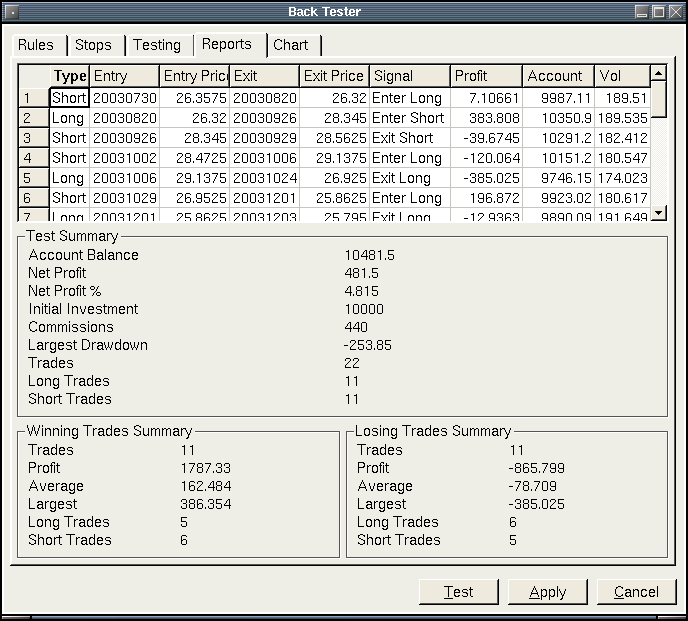 Back Tester
Rules Stops Testing Reports Chart
Type Entry Entry Pric Exit Exit Price Signal Profit Account Vol
1 Short 20030730 26.3575 20030820 26.32 Enter Long 7.10661 9987.11 189.51
2 Long 20030820 26.32 20030926 28.345 Enter Short 383.808 10350.9 189.535
3 Short 20030926 28.345 20030929 28.5625 Exit Short -39.6745 10291.2 182.412
4 Short 20031002 28.4725 20031006 29.1375 Enter Long -120.064 10151.2 180.547
5 Long 20031006 29.1375 20031024 26.925 Exit Long -385.025 9746.15 174.023
6 Short 20031029 26.9525 20031201 25.8625 Enter Long 196.872 9923.02 180.617
7 Long 20031201 25.8625 20031203 25.795 Exit Long -12.9363 9890.09 191.649
Test Summary
Account Balance 10481.5
Net Profit 481.5
Net Profit % 4.815
Initial Investment 10000
Commissions 440
Largest Drawdown -253.85
Trades 22
Long Trades 11
Short Trades 11
Winning Trades Summary
Trades 11
Profit 1787.33
Average 162.484
Largest 386.354
Long Trades 5
Short Trades 6
Losing Trades Summary
Trades 11
Profit -865.799
Average -78.709
Largest -385.025
Long Trades 6
Short Trades 5
Test Apply Cancel